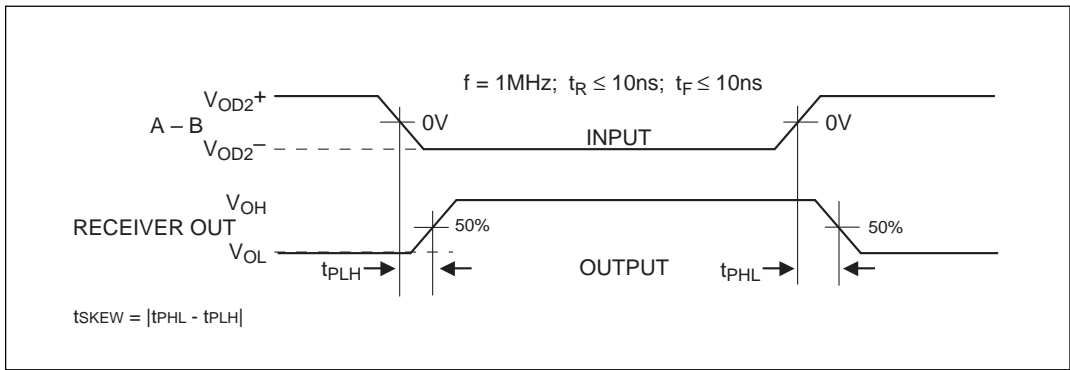 f = 1MHz; tR ≤ 10ns; tF ≤ 10ns
VOD2+
A – B
0V
0V
INPUT
VOD2–
VOH
RECEIVER OUT
50%
50%
VOL
tPLH
OUTPUT
tPHL
tSKEW = |tPHL - tPLH|